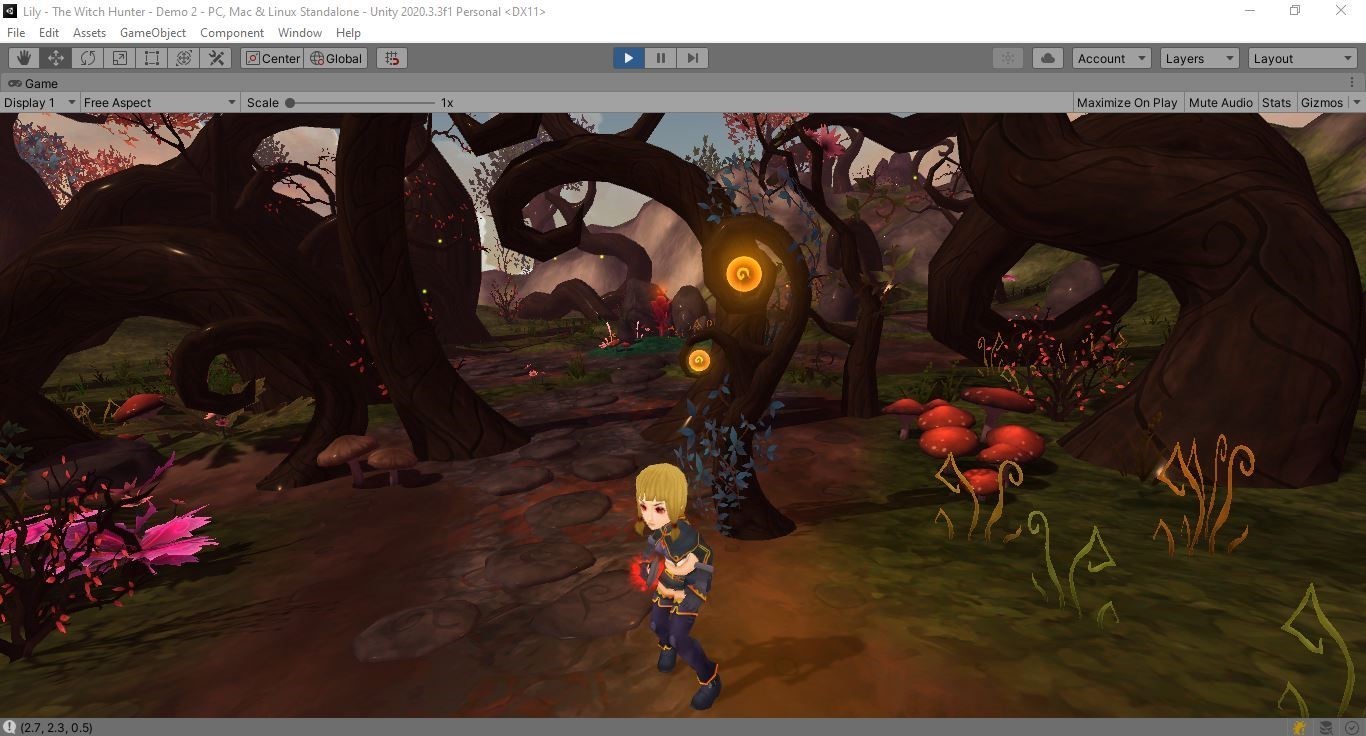 Lily - The Witch Hunter - Demo 2 - PC, Mac & Linux Standalone - Unity 2020.3.3f1 Personal <DX11>
File Edit Assets GameObject Component Window Help
Center Global Account Layers Layout
Game
Display 1 Free Aspect Scale 1x Maximize On Play Mute Audio Stats Gizmos
(2.7, 2.3, 0.5)